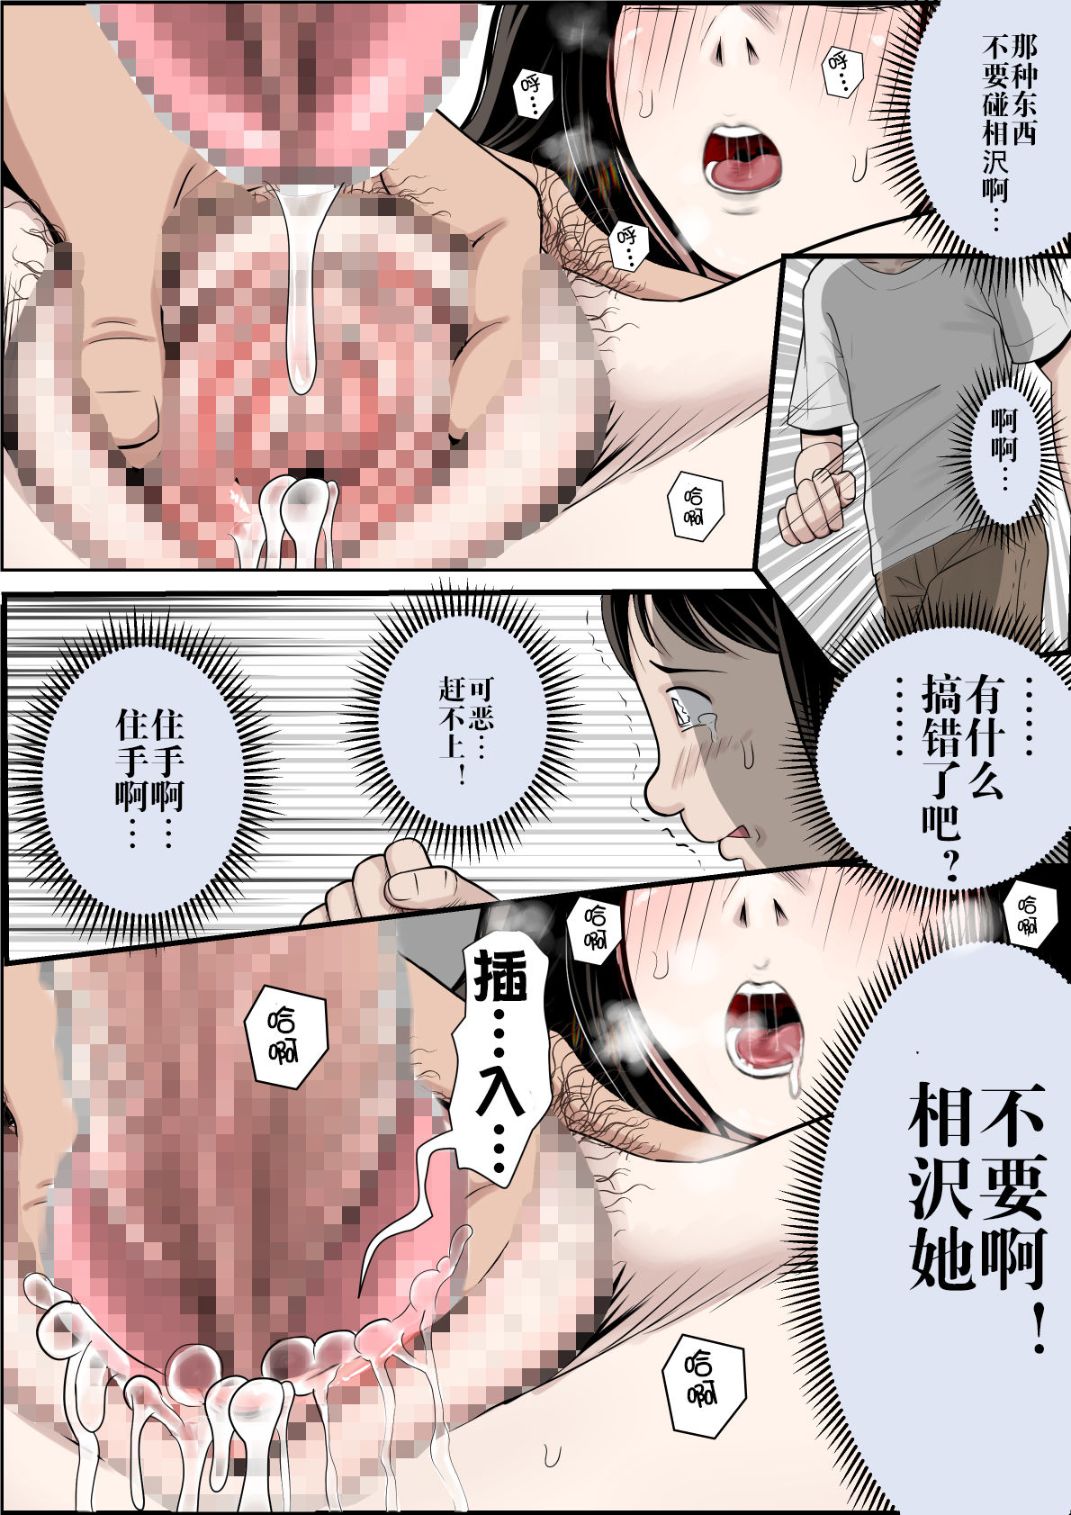 那种东西
不要碰相沢啊…
呼…
呼…
呼…
啊啊…
哈啊
……有什么
搞错了吧？……
可恶…
赶不上！
住手啊…
住手啊…
哈啊
哈啊
插…入…
哈啊
不要啊！
相沢她
哈啊